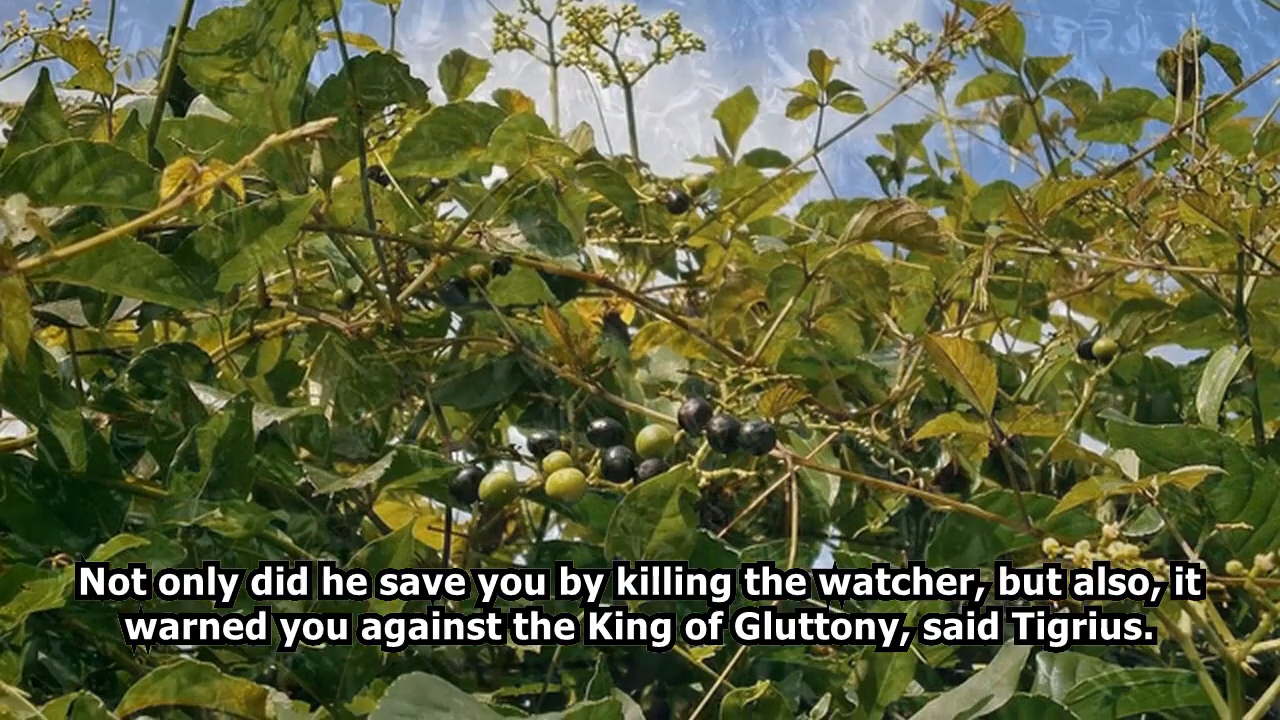 Not only did he save you by killing the watcher, but also, it
warned you against the King of Gluttony, said Tigrius.